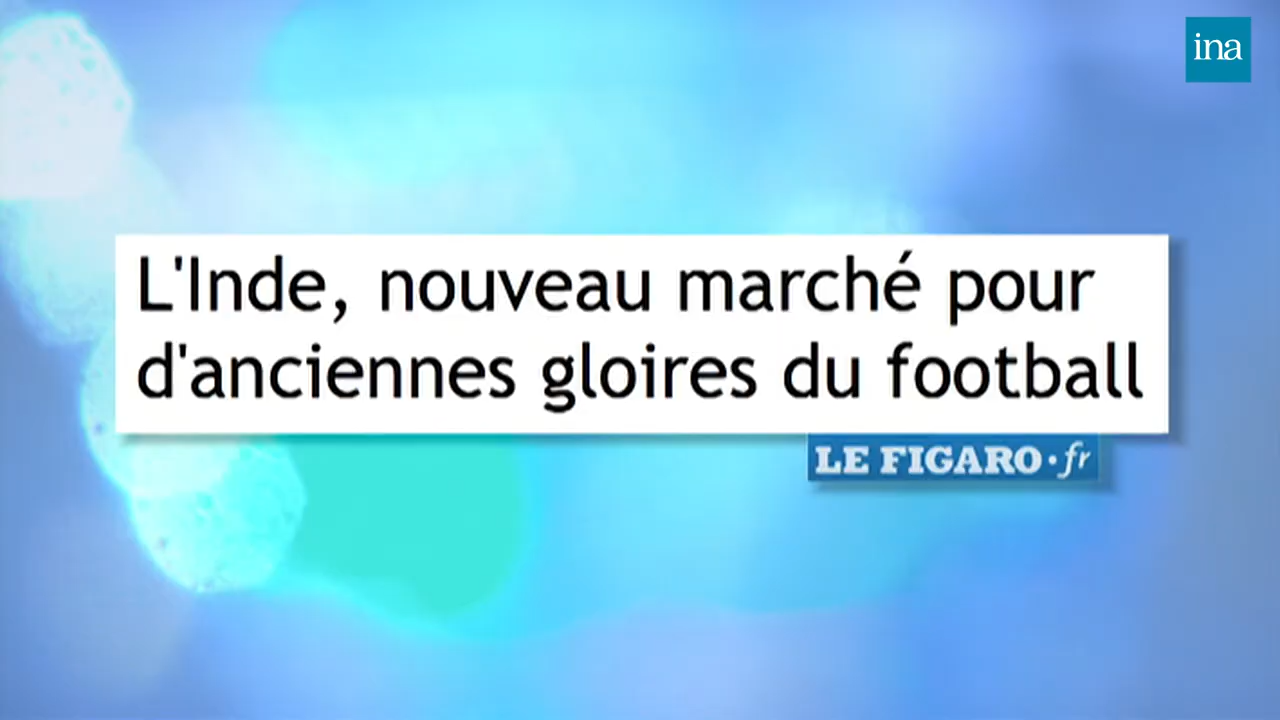 ina
L'Inde, nouveau marché pour
d'anciennes gloires du football
LE FIGARO·fr